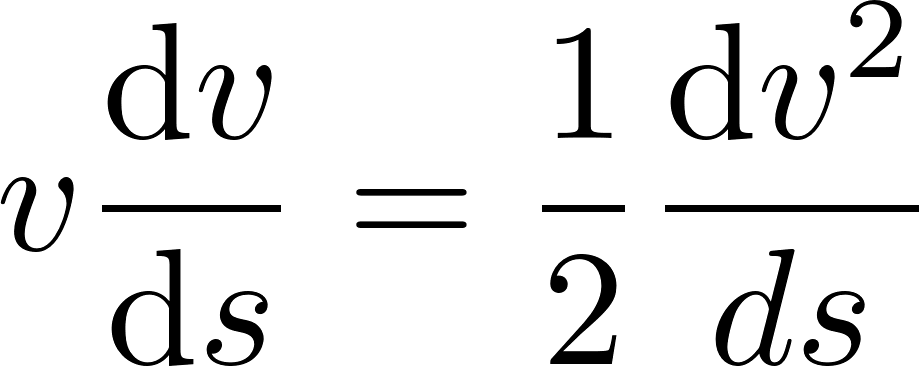 v dv/ds = 1/2 dv²/ds